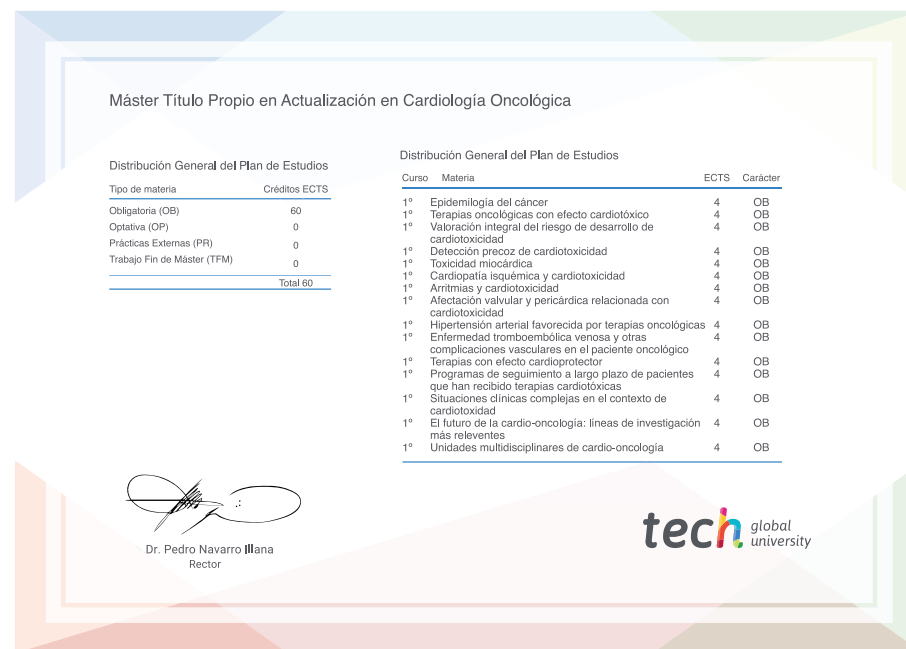 Máster Título Propio en Actualización en Cardiología Oncológica
Distribución General del Plan de Estudios
Tipo de materia Créditos ECTS
Obligatoria (OB) 60
Optativa (OP) 0
Prácticas Externas (PR) 0
Trabajo Fin de Máster (TFM) 0
Total 60
Distribución General del Plan de Estudios
Curso Materia ECTS Carácter
1º Epidemilogía del cáncer 4 OB
1º Terapias oncológicas con efecto cardiotóxico 4 OB
1º Valoración integral del riesgo de desarrollo de 4 OB
cardiotoxicidad
1º Detección precoz de cardiotoxicidad 4 OB
1º Toxicidad miocárdica 4 OB
1º Cardiopatía isquémica y cardiotoxicidad 4 OB
1º Arritmias y cardiotoxicidad 4 OB
1º Afectación valvular y pericárdica relacionada con 4 OB
cardiotoxicidad
1º Hipertensión arterial favorecida por terapias oncológicas 4 OB
1º Enfermedad tromboembólica venosa y otras 4 OB
complicaciones vasculares en el paciente oncológico
1º Terapias con efecto cardioprotector 4 OB
1º Programas de seguimiento a largo plazo de pacientes 4 OB
que han recibido terapias cardiotóxicas
1º Situaciones clínicas complejas en el contexto de 4 OB
cardiotoxidad
1º El futuro de la cardio-oncología: líneas de investigación 4 OB
más releventes
1º Unidades multidisciplinares de cardio-oncología 4 OB
Dr. Pedro Navarro Illana
Rector
tech global
university